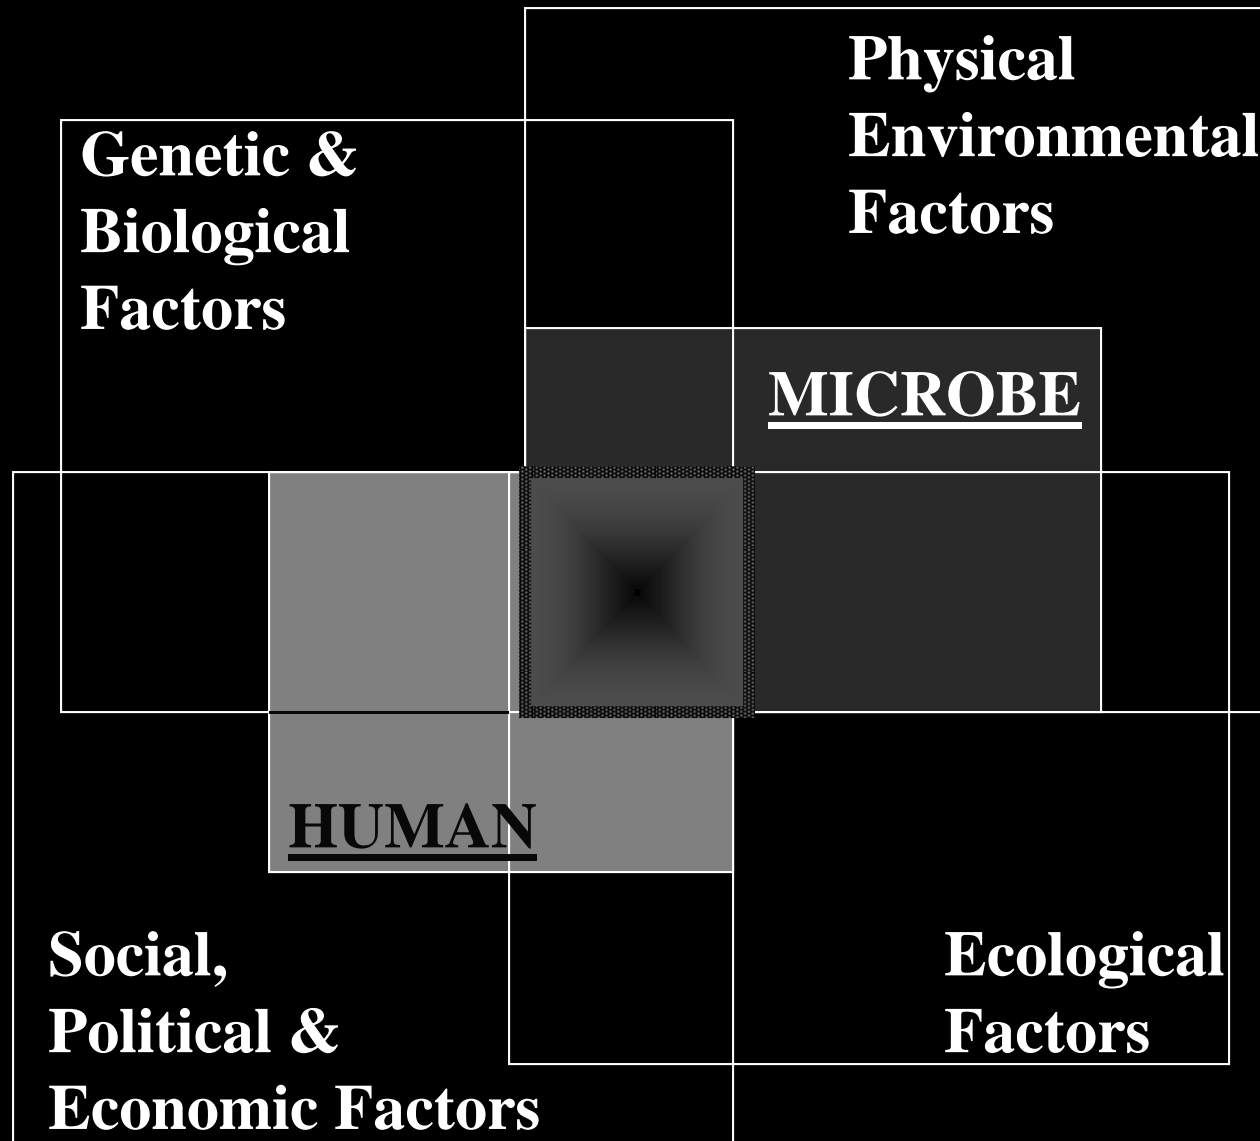 Physical
Environmental
Factors
Genetic &
Biological
Factors
MICROBE
HUMAN
Social,
Political &
Economic Factors
Ecological
Factors